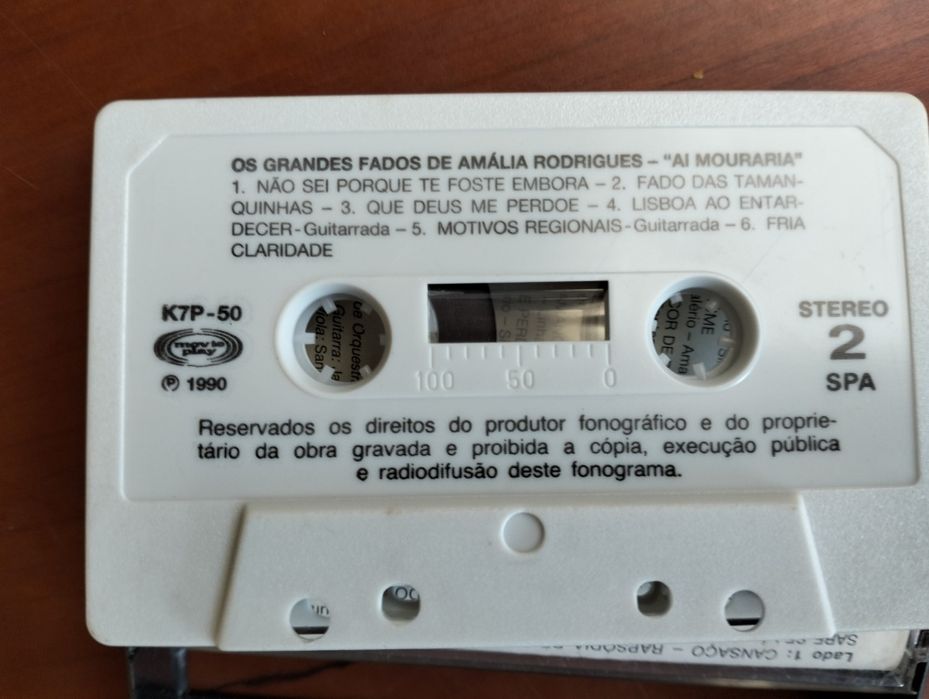 OS GRANDES FADOS DE AMÁLIA RODRIGUES – "AI MOURARIA"
1. NÃO SEI PORQUE TE FOSTE EMBORA – 2. FADO DAS TAMAN-
QUINHAS – 3. QUE DEUS ME PERDOE – 4. LISBOA AO ENTAR-
DECER-Guitarrada – 5. MOTIVOS REGIONAIS-Guitarrada – 6. FRIA
CLARIDADE
K7P-50
movie
play
Ⓟ 1990
STEREO
2
SPA
100 50 0
Reservados os direitos do produtor fonográfico e do proprie-
tário da obra gravada e proibida a cópia, execução pública
e radiodifusão deste fonograma.
Lado 1: CANSAÇO – RAPSÓDIA